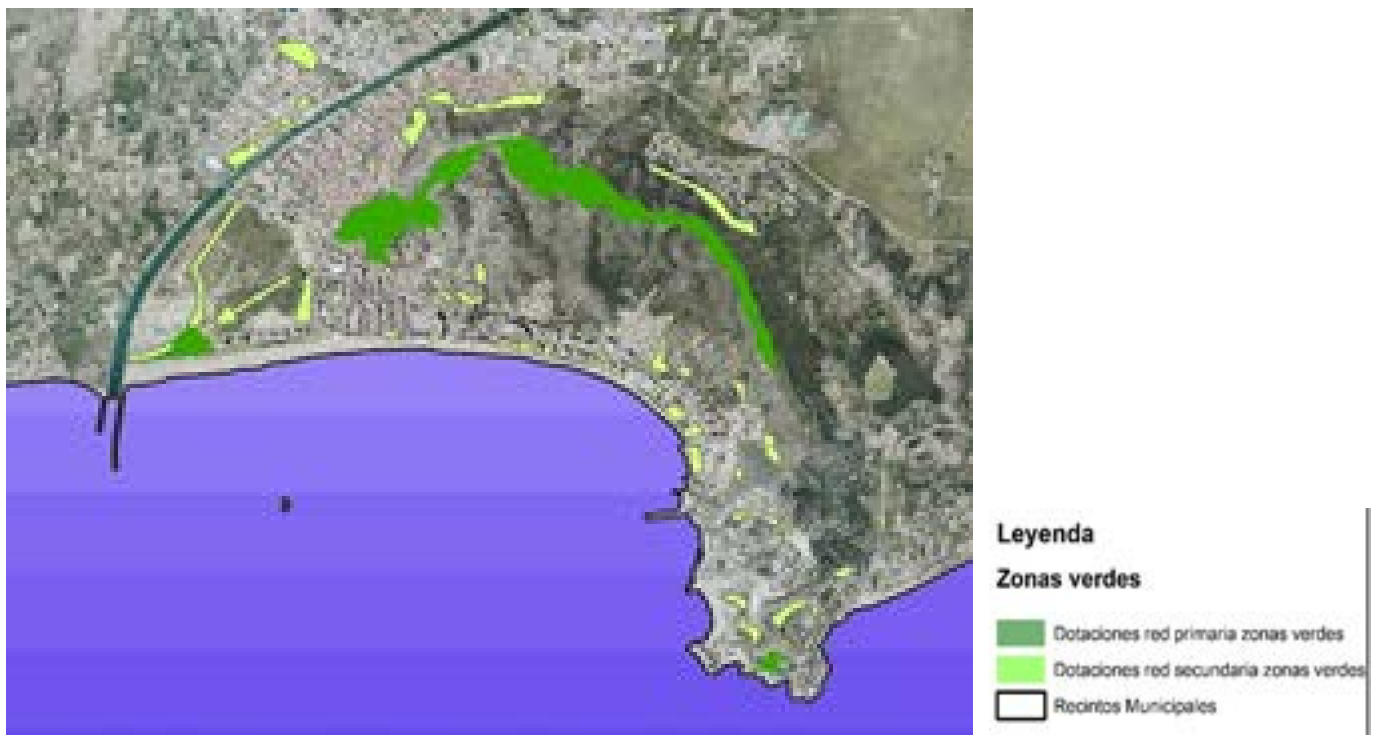 Leyenda
Zonas verdes
Dotaciones red primaria zonas verdes
Dotaciones red secundaria zonas verdes
Recintos Municipales